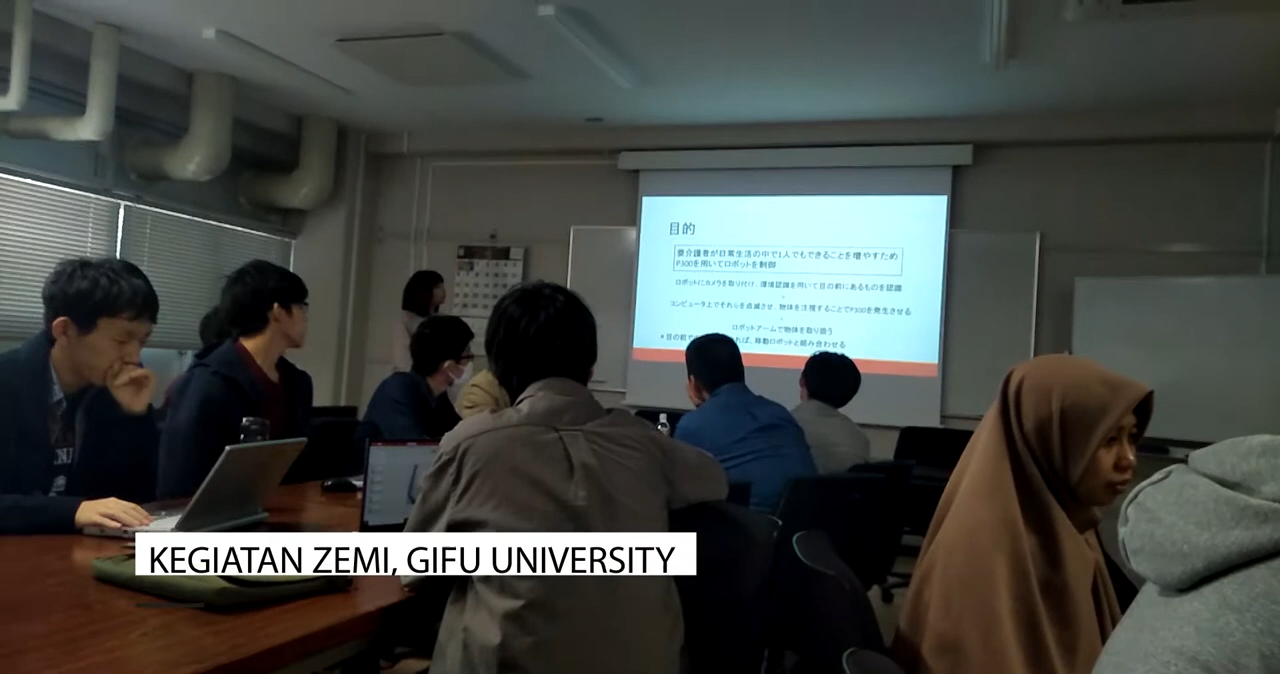 目的
要介護者が日常生活の中で1人でもできることを増やすため
P300を用いてロボットを制御
ロボットにカメラを取り付け、環境認識を用いて目の前にあるものを認識
コンピュータ上でそれらを点滅させ、物体を注視することでP300を発生させる
ロボットアームで物体を取り扱う
＊目の前で
れば、移動ロボットと組み合わせる
KEGIATAN ZEMI, GIFU UNIVERSITY